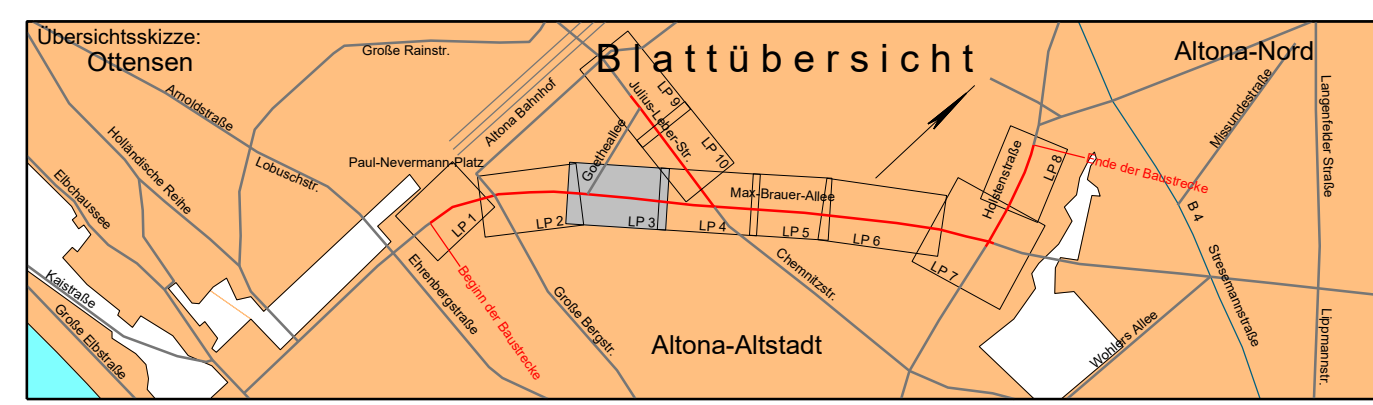 Übersichtsskizze:
Ottensen
Große Rainstr.
Blattübersicht
Altona-Nord
Arnoldstraße
Altona Bahnhof
LP 9
Julius-Leber-Str.
LP 10
Goetheallee
Holländische Reihe
Lobuschstr.
Paul-Nevermann-Platz
Elbchaussee
Max-Brauer-Allee
Holstenstraße
LP 8
Ende der Baustrecke
Missundestraße
Langenfelder Straße
B 4
LP 1
LP 2
LP 3
LP 4
LP 5
LP 6
LP 7
Kaistraße
Große Elbstraße
Ehrenbergstraße
Beginn der Baustrecke
Große Bergstr.
Chemnitzstr.
Altona-Altstadt
Wohlers Allee
Stresemannstraße
Lippmannstr.